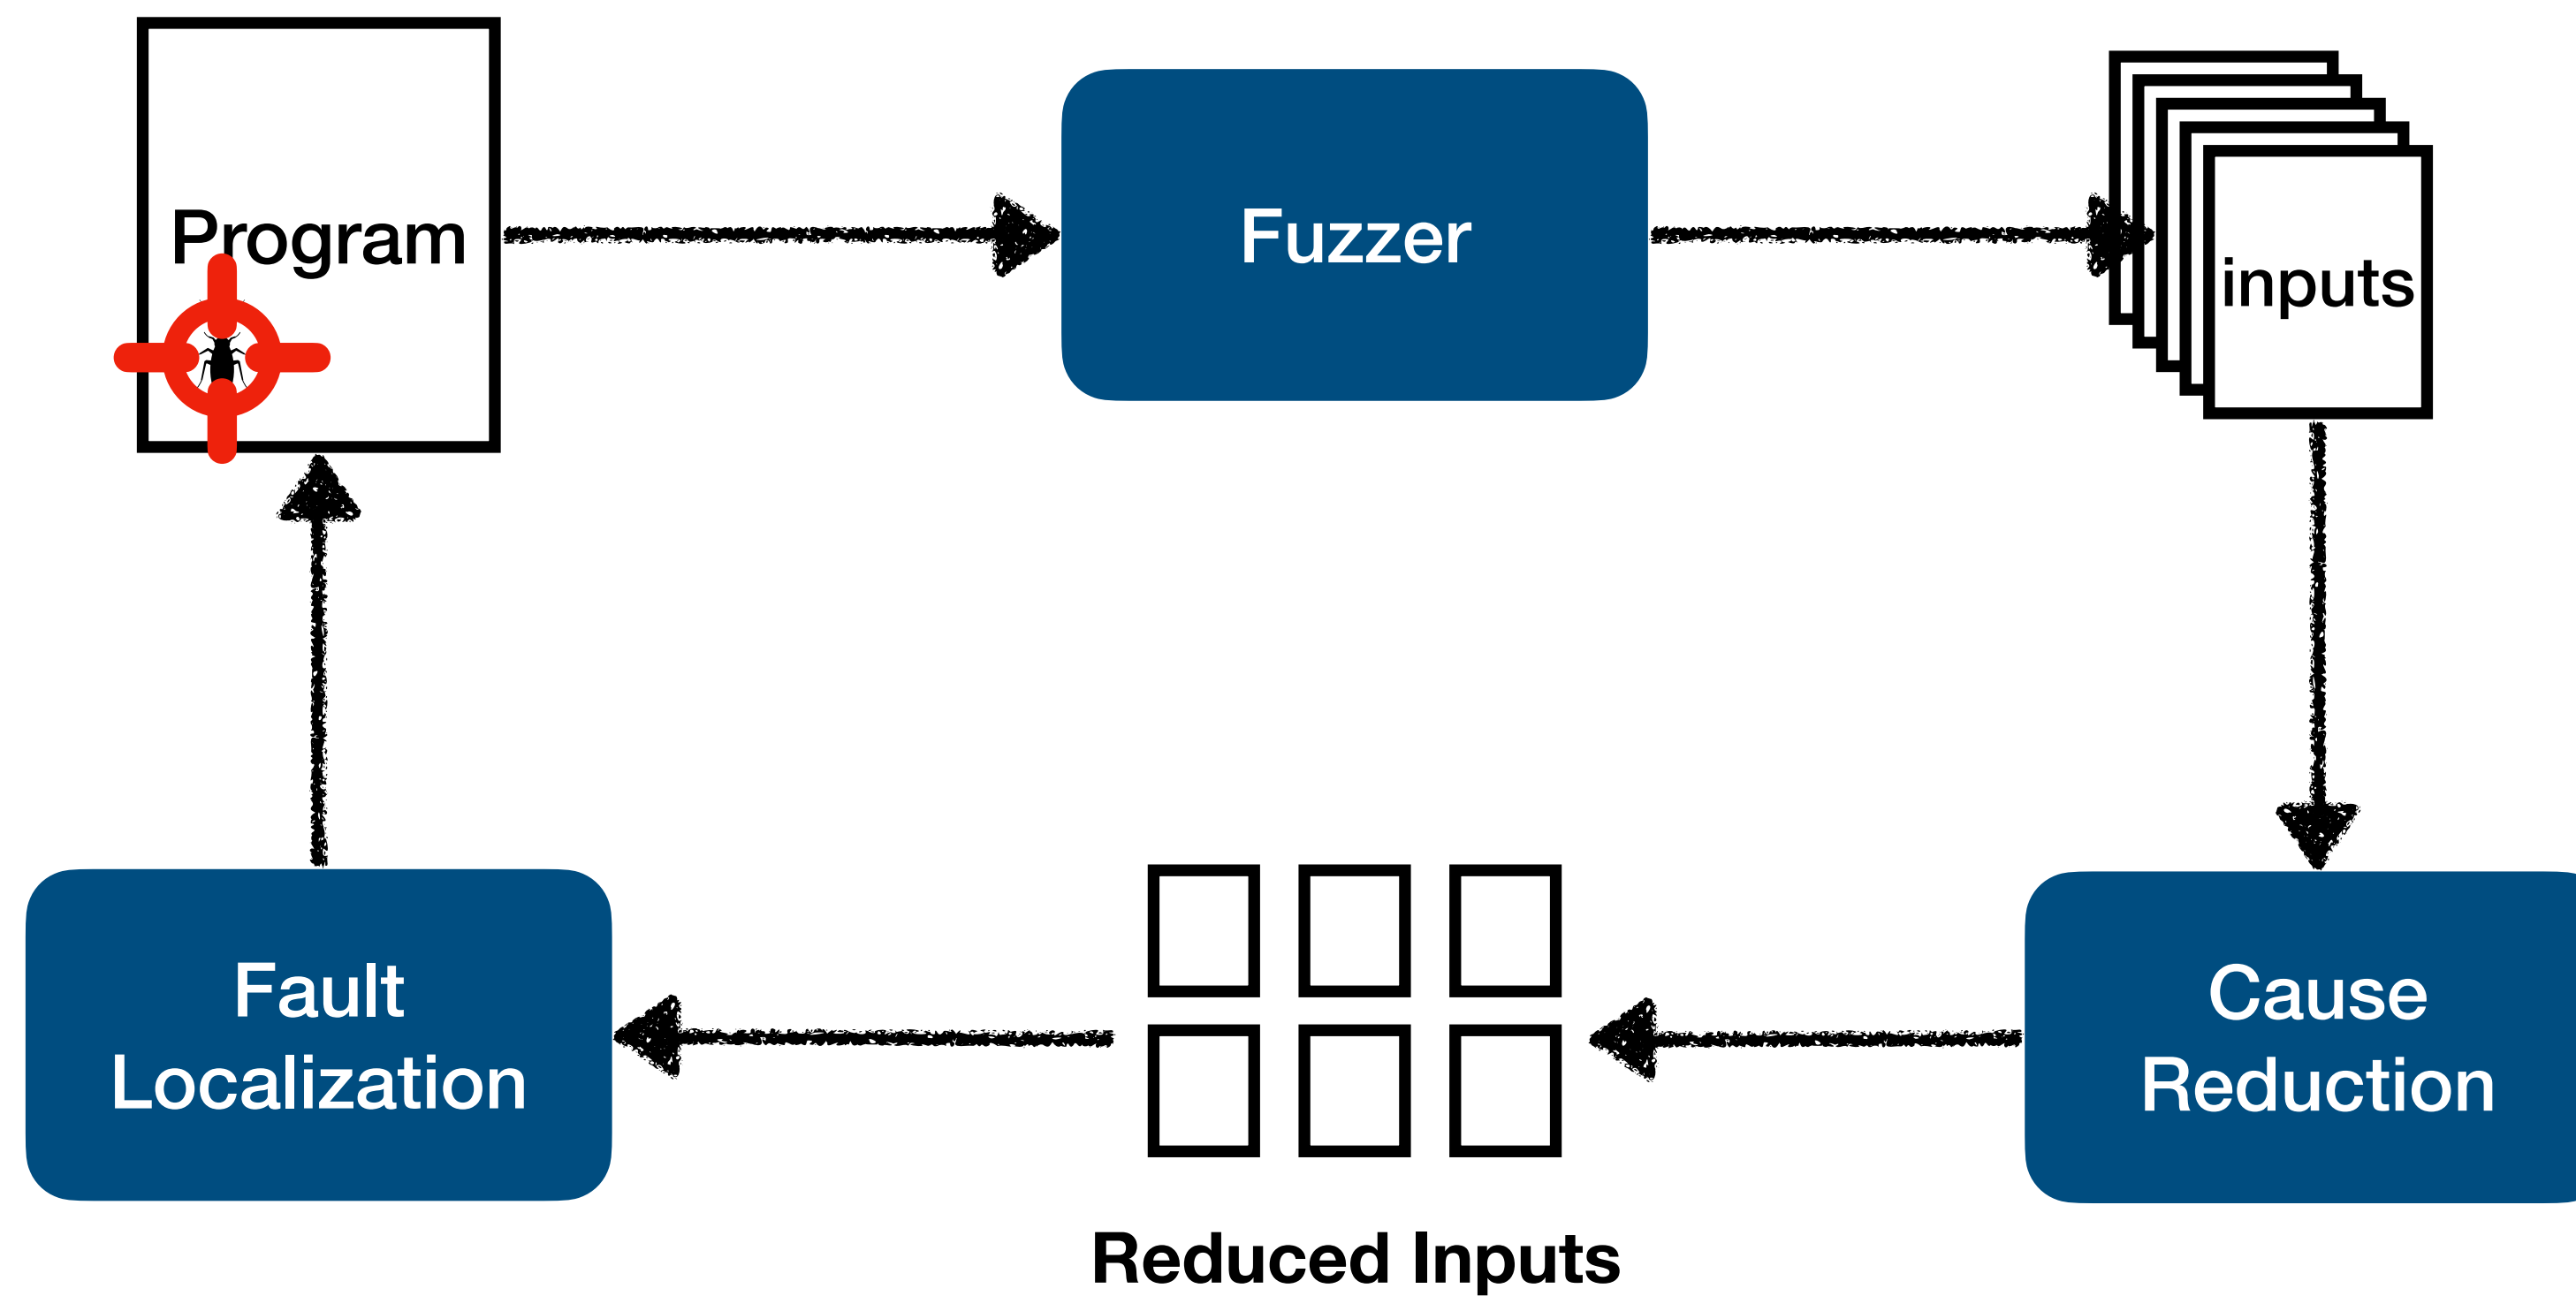 Program
Fuzzer
inputs
Fault
Localization
Cause
Reduction
Reduced Inputs